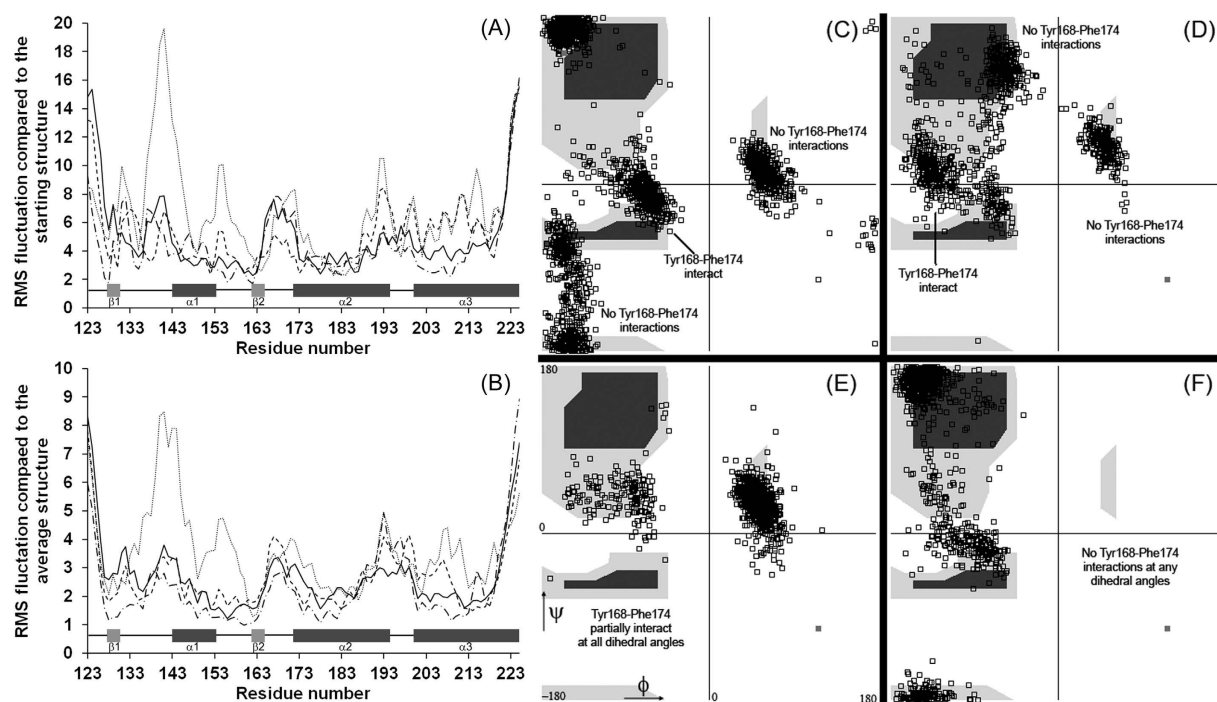 (A)
RMS fluctuation compared to the
starting structure
20
18
16
14
12
10
8
6
4
2
0
β1
α1
β2
α2
α3
123 133 143 153 163 173 183 193 203 213 223
Residue number
(B)
RMS fluctation compaed to the
average structure
10
9
8
7
6
5
4
3
2
1
0
β1
α1
β2
α2
α3
123 133 143 153 163 173 183 193 203 213 223
Residue number
(C)
No Tyr168-Phe174
interactions
Tyr168-Phe174
interact
No Tyr168-Phe174
interactions
(D)
No Tyr168-Phe174
interactions
No Tyr168-Phe174
interactions
Tyr168-Phe174
interact
(E)
180
0
Ψ
Tyr168-Phe174
partially interact
at all dihedral angles
−180
ϕ
0
180
(F)
No Tyr168-Phe174
interactions at any
dihedral angles